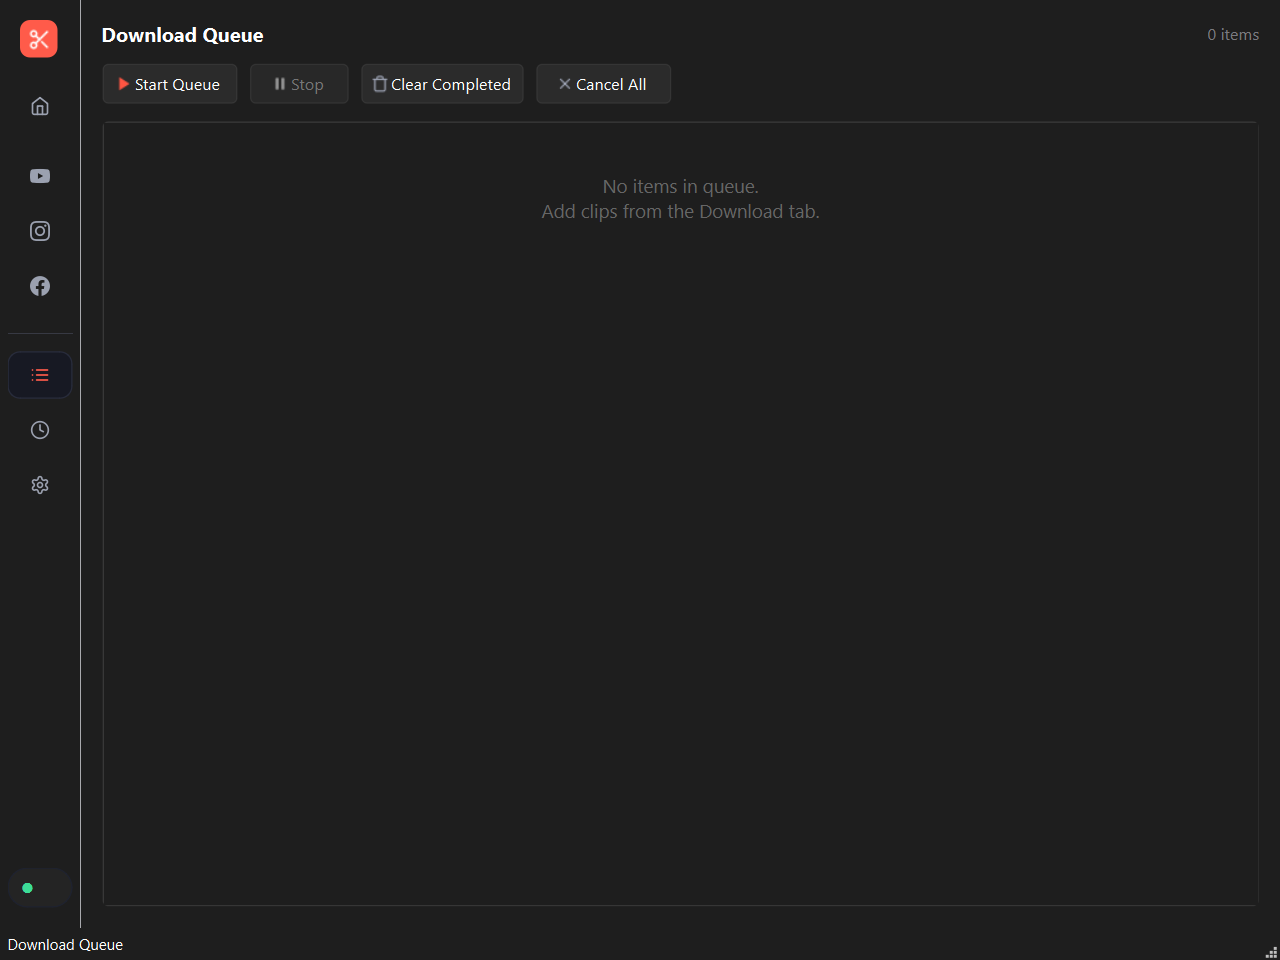 Download Queue
0 items
Start Queue
Stop
Clear Completed
Cancel All
No items in queue.
Add clips from the Download tab.
Download Queue